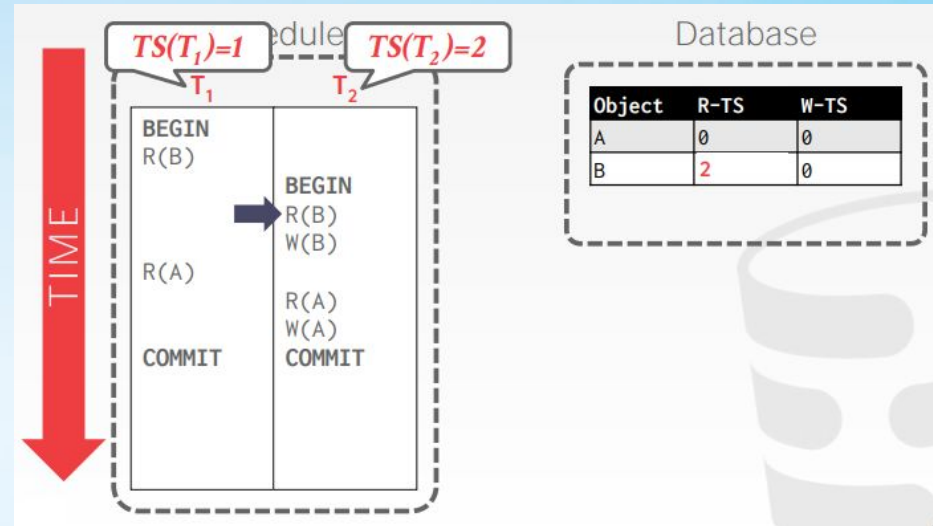 TS(T1)=1 edule TS(T2)=2
T1 T2
BEGIN
R(B)
BEGIN
R(B)
W(B)
R(A)
R(A)
W(A)
COMMIT COMMIT
TIME
Database
Object R-TS W-TS
A 0 0
B 2 0